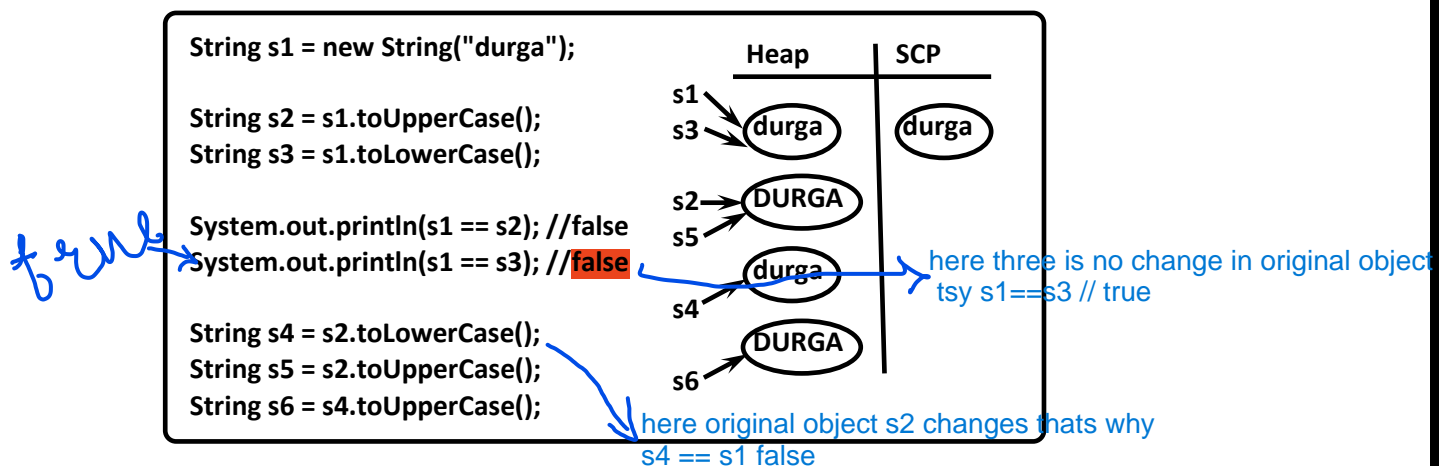 String s1 = new String("durga");
String s2 = s1.toUpperCase();
String s3 = s1.toLowerCase();
System.out.println(s1 == s2); //false
System.out.println(s1 == s3); //false
String s4 = s2.toLowerCase();
String s5 = s2.toUpperCase();
String s6 = s4.toUpperCase();
Heap
SCP
s1
s3
durga
durga
s2
DURGA
s5
durga
s4
DURGA
s6
true
here three is no change in original object
tsy s1==s3 // true
here original object s2 changes thats why
s4 == s1 false